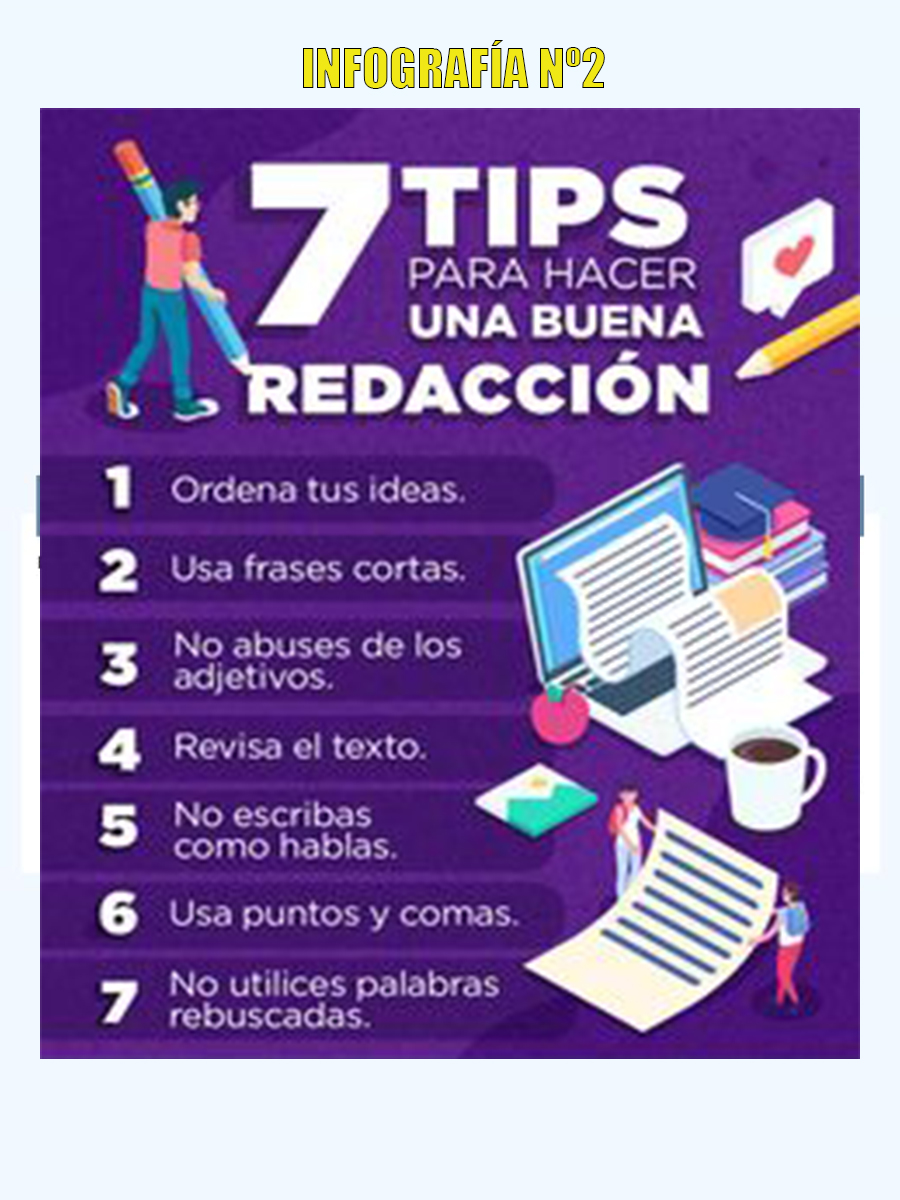 INFOGRAFÍA Nº2
7 TIPS
PARA HACER
UNA BUENA
REDACCIÓN
1 Ordena tus ideas.
2 Usa frases cortas.
3 No abuses de los
adjetivos.
4 Revisa el texto.
5 No escribas
como hablas.
6 Usa puntos y comas.
7 No utilices palabras
rebuscadas.